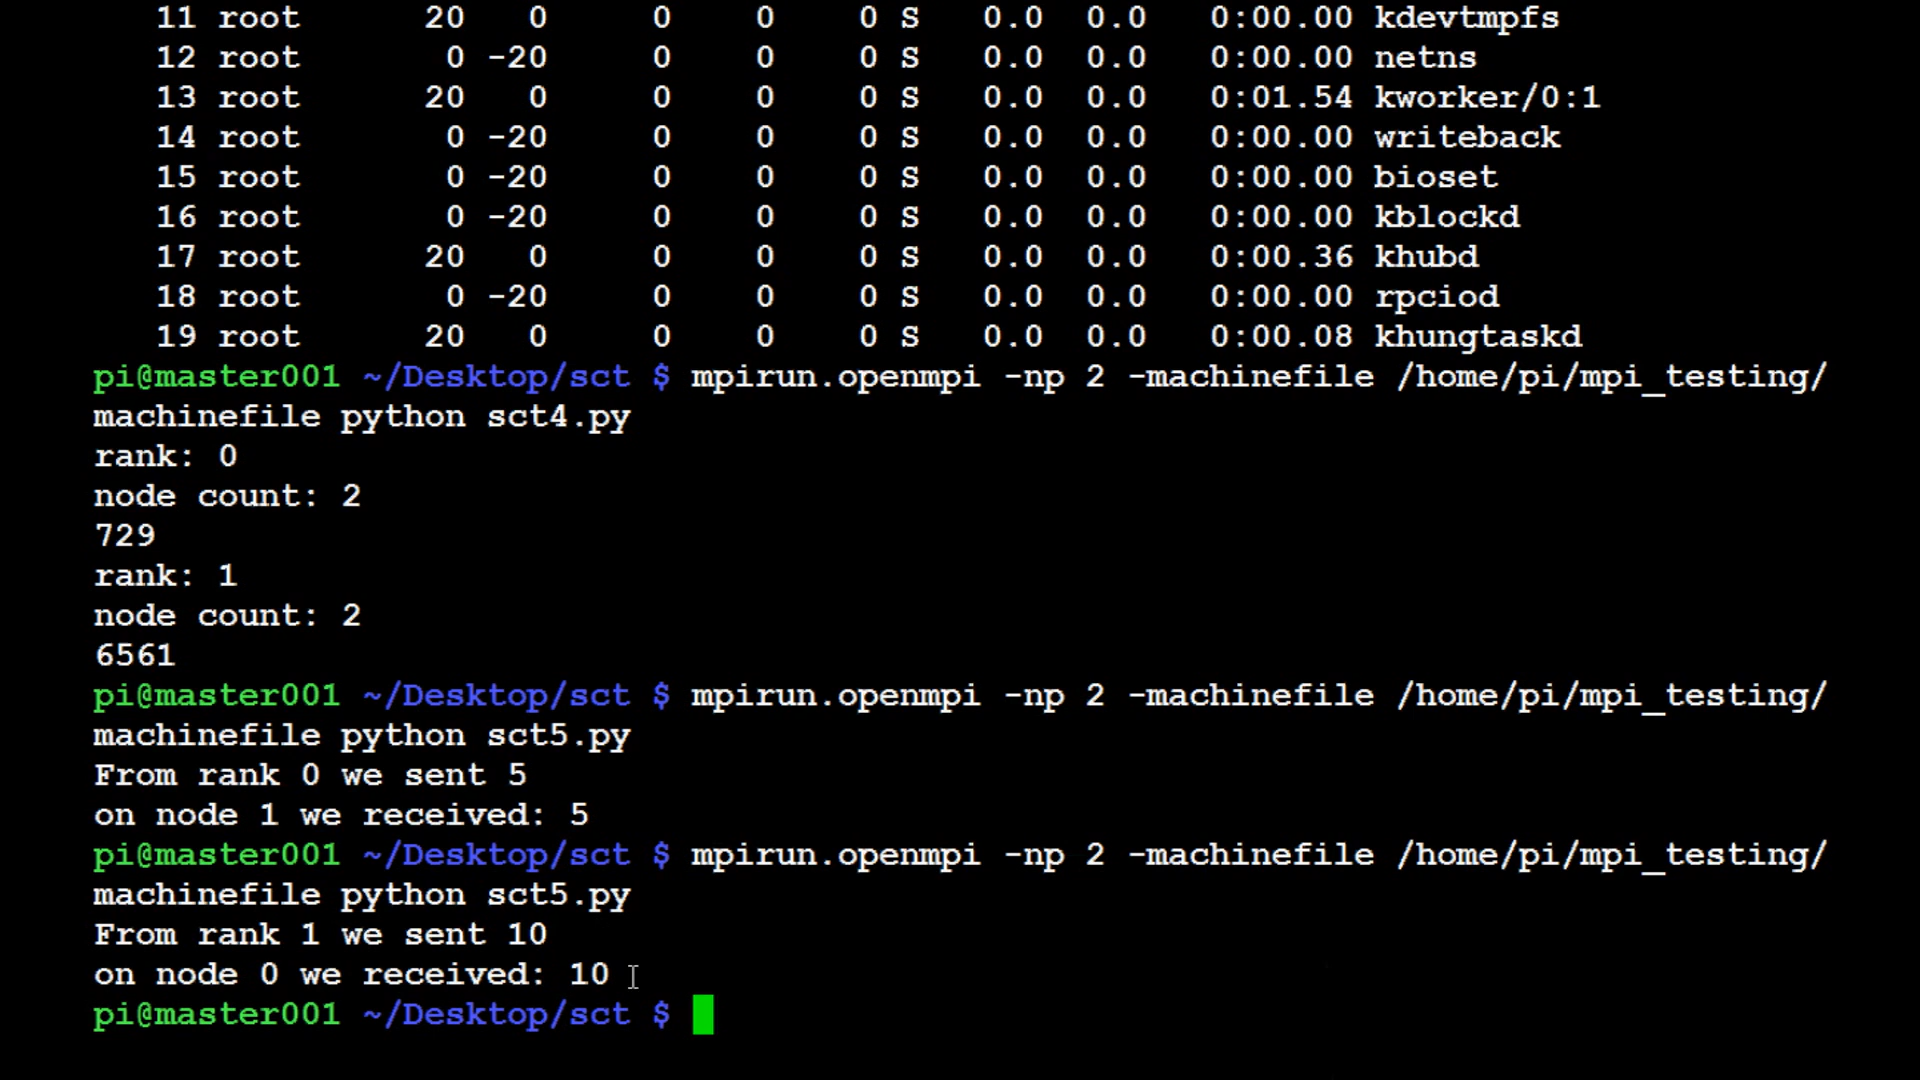 11 root 20 0 0 0 0 S 0.0 0.0 0:00.00 kdevtmpfs
12 root 0 -20 0 0 0 S 0.0 0.0 0:00.00 netns
13 root 20 0 0 0 0 S 0.0 0.0 0:01.54 kworker/0:1
14 root 0 -20 0 0 0 S 0.0 0.0 0:00.00 writeback
15 root 0 -20 0 0 0 S 0.0 0.0 0:00.00 bioset
16 root 0 -20 0 0 0 S 0.0 0.0 0:00.00 kblockd
17 root 20 0 0 0 0 S 0.0 0.0 0:00.36 khubd
18 root 0 -20 0 0 0 S 0.0 0.0 0:00.00 rpciod
19 root 20 0 0 0 0 S 0.0 0.0 0:00.08 khungtaskd
pi@master001 ~/Desktop/sct $ mpirun.openmpi -np 2 -machinefile /home/pi/mpi_testing/
machinefile python sct4.py
rank: 0
node count: 2
729
rank: 1
node count: 2
6561
pi@master001 ~/Desktop/sct $ mpirun.openmpi -np 2 -machinefile /home/pi/mpi_testing/
machinefile python sct5.py
From rank 0 we sent 5
on node 1 we received: 5
pi@master001 ~/Desktop/sct $ mpirun.openmpi -np 2 -machinefile /home/pi/mpi_testing/
machinefile python sct5.py
From rank 1 we sent 10
on node 0 we received: 10
pi@master001 ~/Desktop/sct $